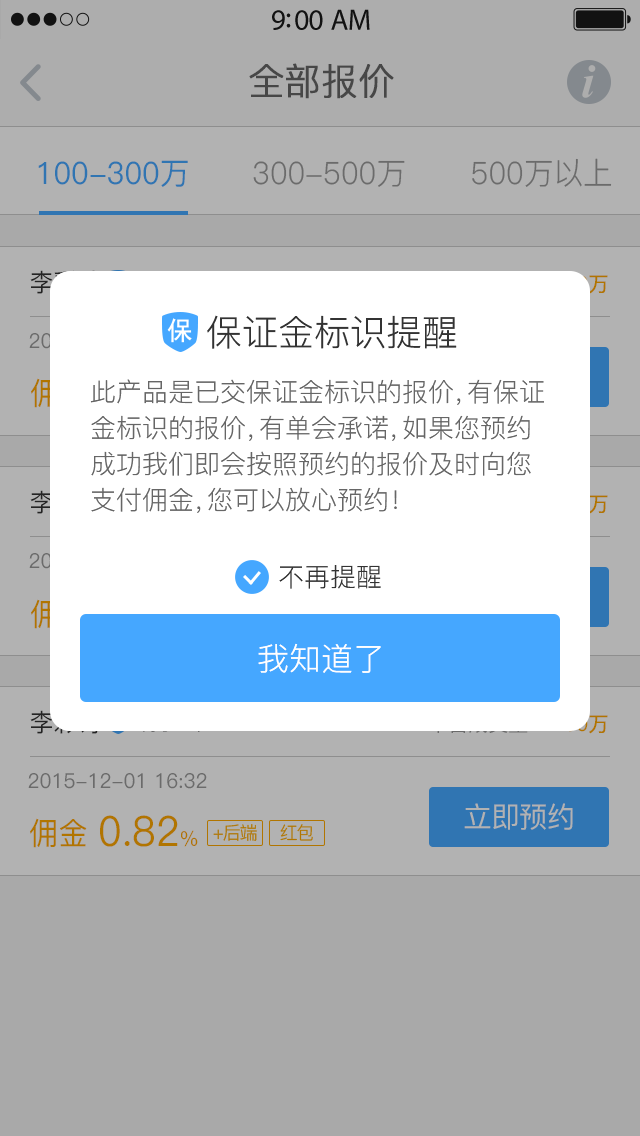 9:00 AM
全部报价
100-300万
300-500万
500万以上
李
万
保 保证金标识提醒
20
此产品是已交保证金标识的报价,有保证
金标识的报价,有单会承诺,如果您预约
成功我们即会按照预约的报价及时向您
支付佣金,您可以放心预约!
李
万
20
不再提醒
我知道了
李
万
2015-12-01 16:32
佣金 0.82% +后端 红包
立即预约